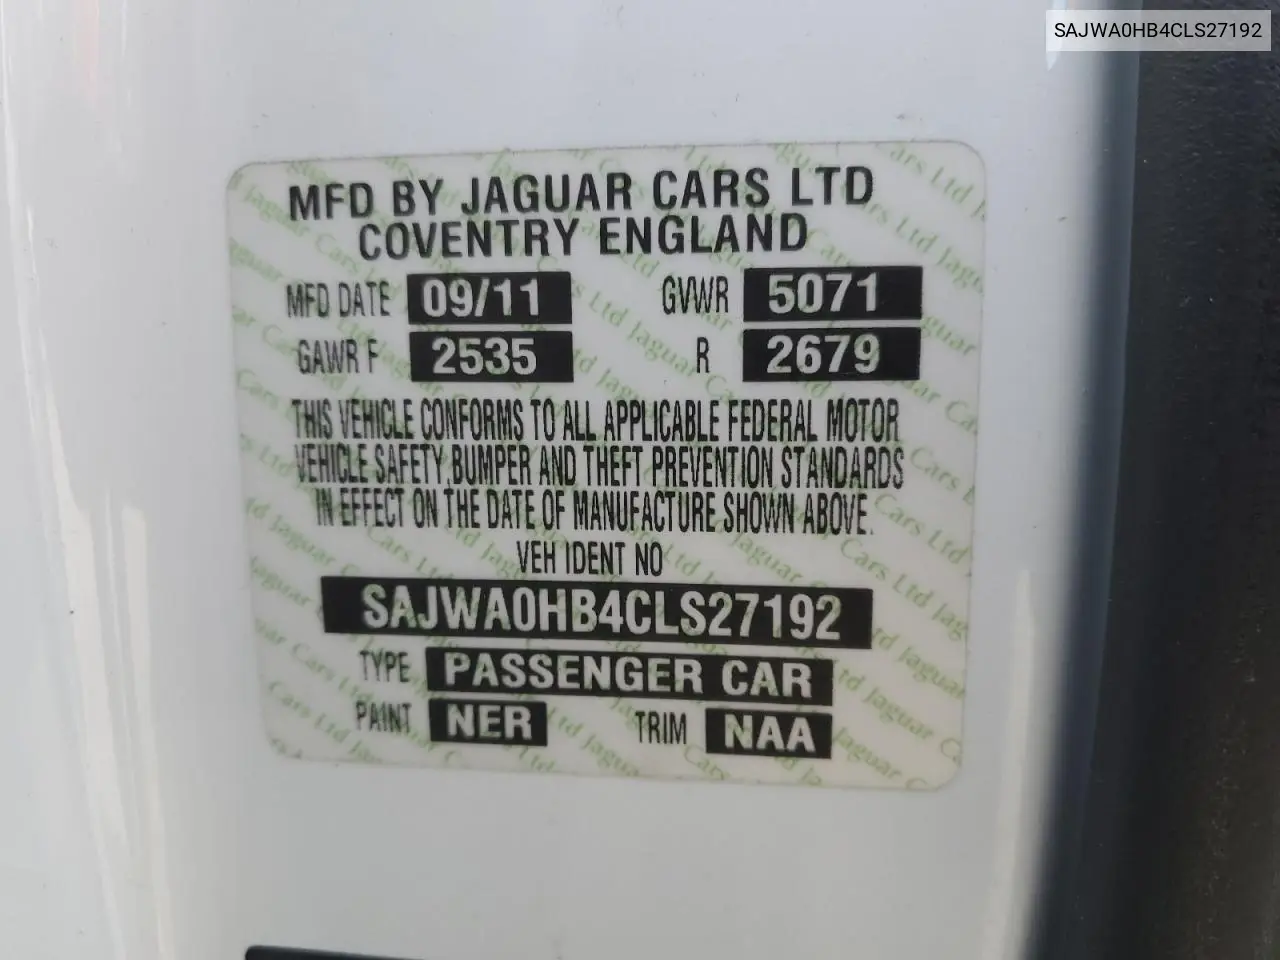 SAJWA0HB4CLS27192
MFD BY JAGUAR CARS LTD
COVENTRY ENGLAND
MFD DATE 09/11 GVWR 5071
GAWR F 2535 R 2679
THIS VEHICLE CONFORMS TO ALL APPLICABLE FEDERAL MOTOR
VEHICLE SAFETY,BUMPER AND THEFT PREVENTION STANDARDS
IN EFFECT ON THE DATE OF MANUFACTURE SHOWN ABOVE.
VEH IDENT NO
SAJWA0HB4CLS27192
TYPE PASSENGER CAR
PAINT NER TRIM NAA